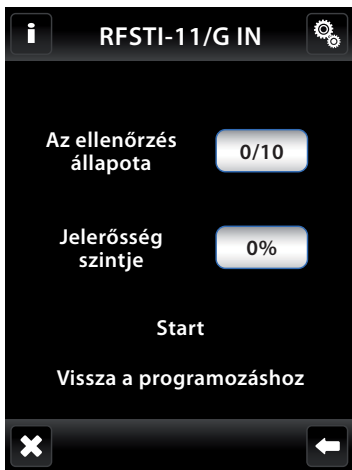 i RFSTI-11/G IN
Az ellenőrzés
állapota
0/10
Jelerősség
szintje
0%
Start
Vissza a programozáshoz